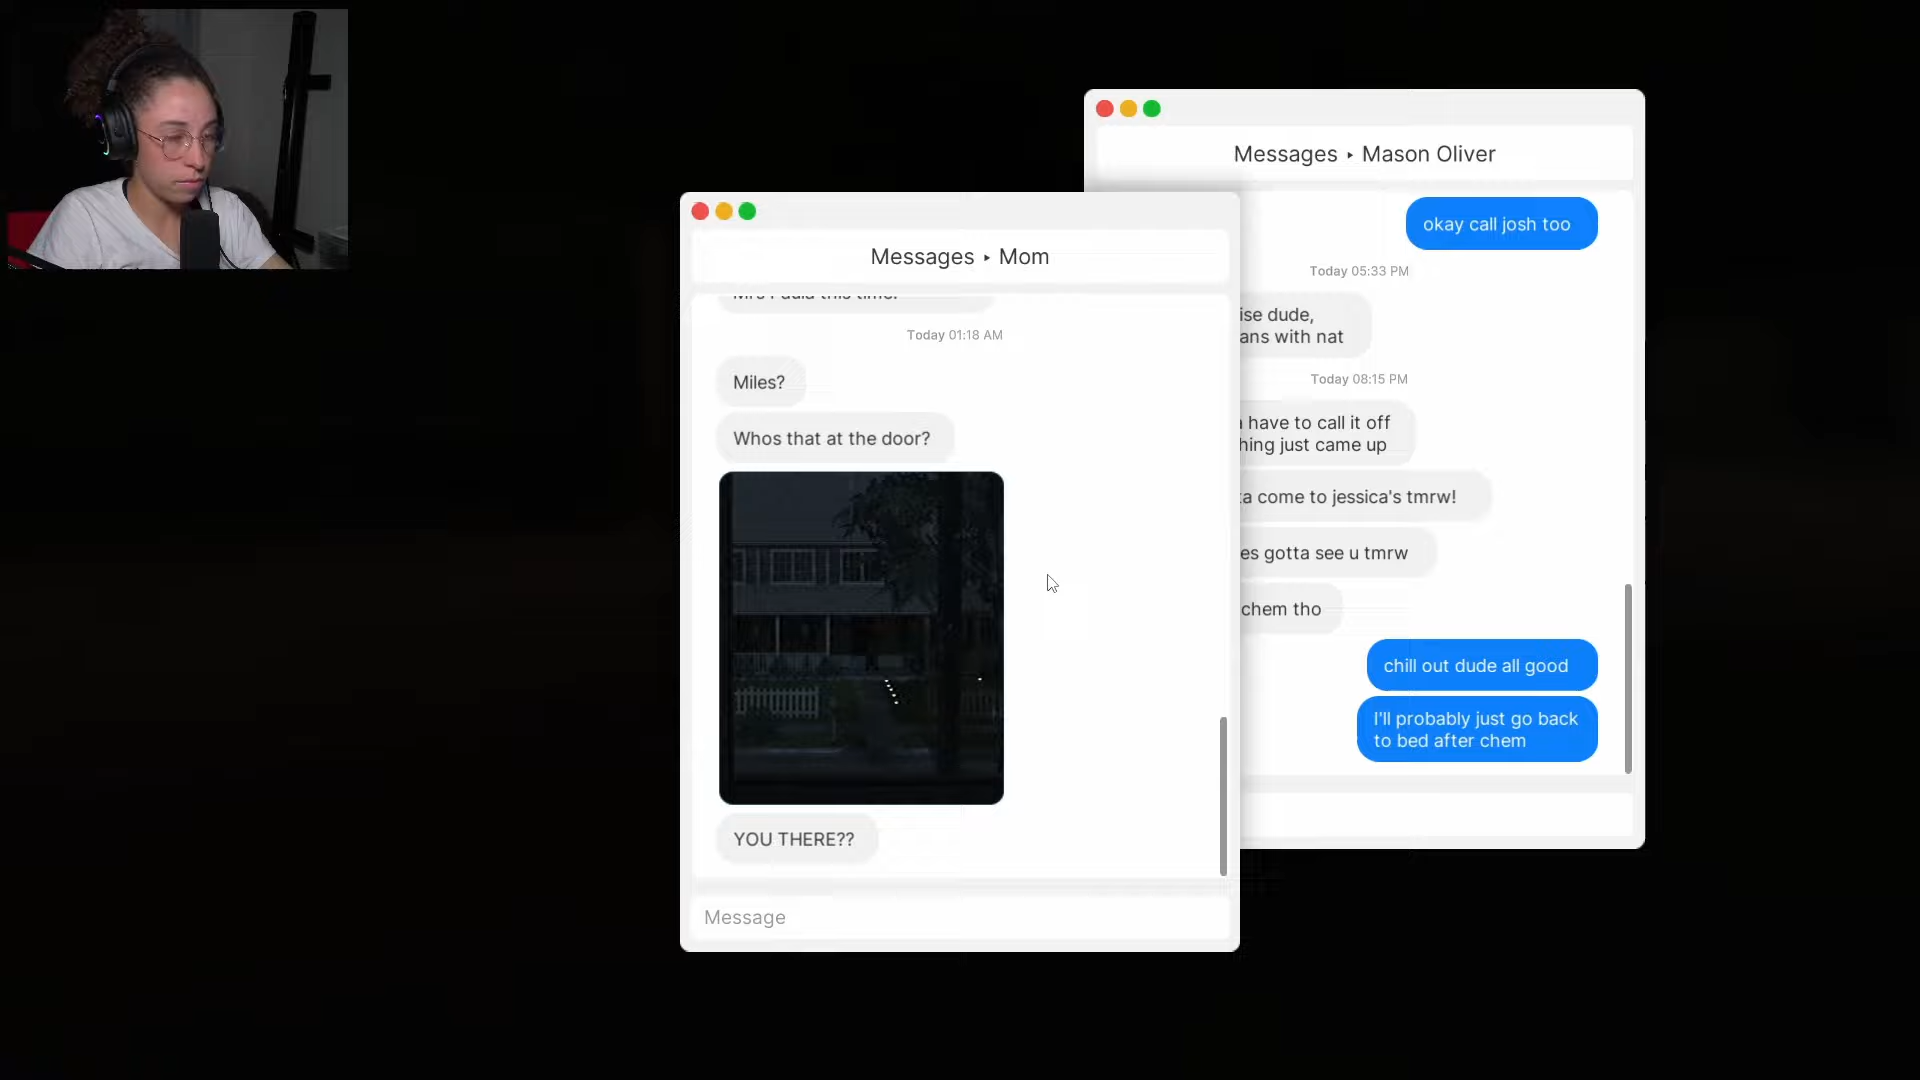 Messages ‣ Mason Oliver
okay call josh too
Today 05:33 PM
ise dude,
ans with nat
Today 08:15 PM
have to call it off
hing just came up
a come to jessica's tmrw!
es gotta see u tmrw
chem tho
chill out dude all good
I'll probably just go back
to bed after chem
Messages ‣ Mom
this time.
Today 01:18 AM
Miles?
Whos that at the door?
YOU THERE??
Message